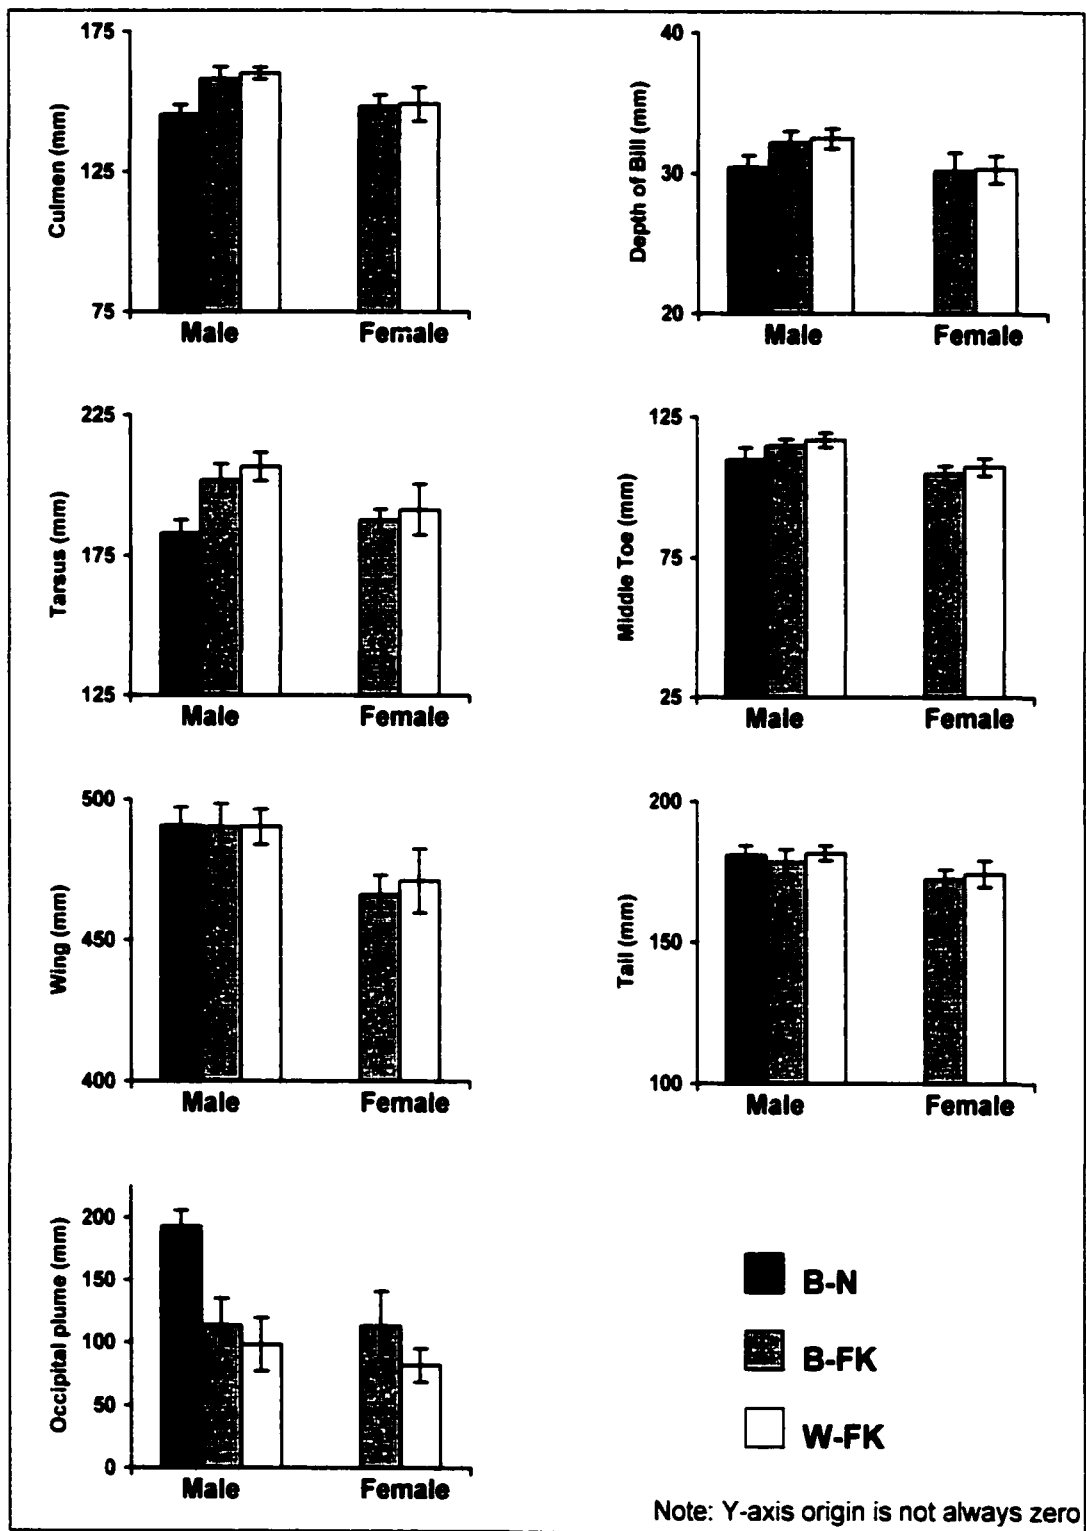 Culmen (mm)
175
125
75
Male Female
Depth of Bill (mm)
40
30
20
Male Female
Tarsus (mm)
225
175
125
Male Female
Middle Toe (mm)
125
75
25
Male Female
Wing (mm)
500
450
400
Male Female
Tail (mm)
200
150
100
Male Female
Occipital plume (mm)
200
150
100
50
0
Male Female
B-N
B-FK
W-FK
Note: Y-axis origin is not always zero